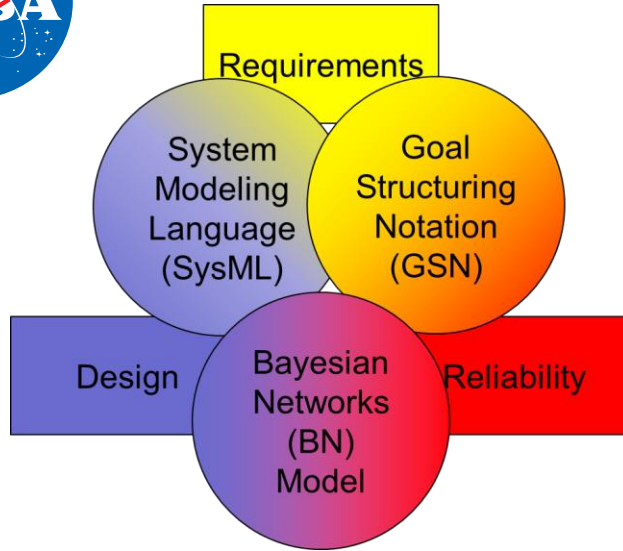 Requirements
System
Modeling
Language
(SysML)
Goal
Structuring
Notation
(GSN)
Design
Bayesian
Networks
(BN)
Model
Reliability